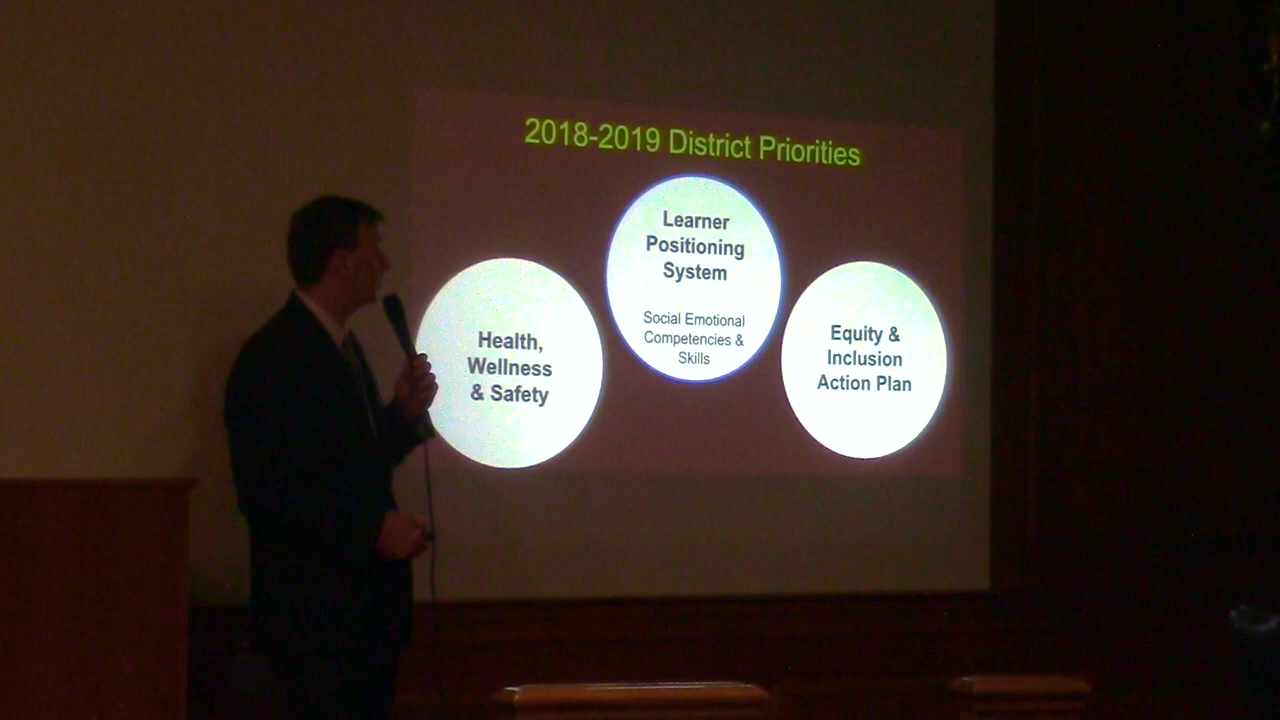 2018-2019 District Priorities
Health,
Wellness
& Safety
Learner
Positioning
System
Social Emotional
Competencies &
Skills
Equity &
Inclusion
Action Plan